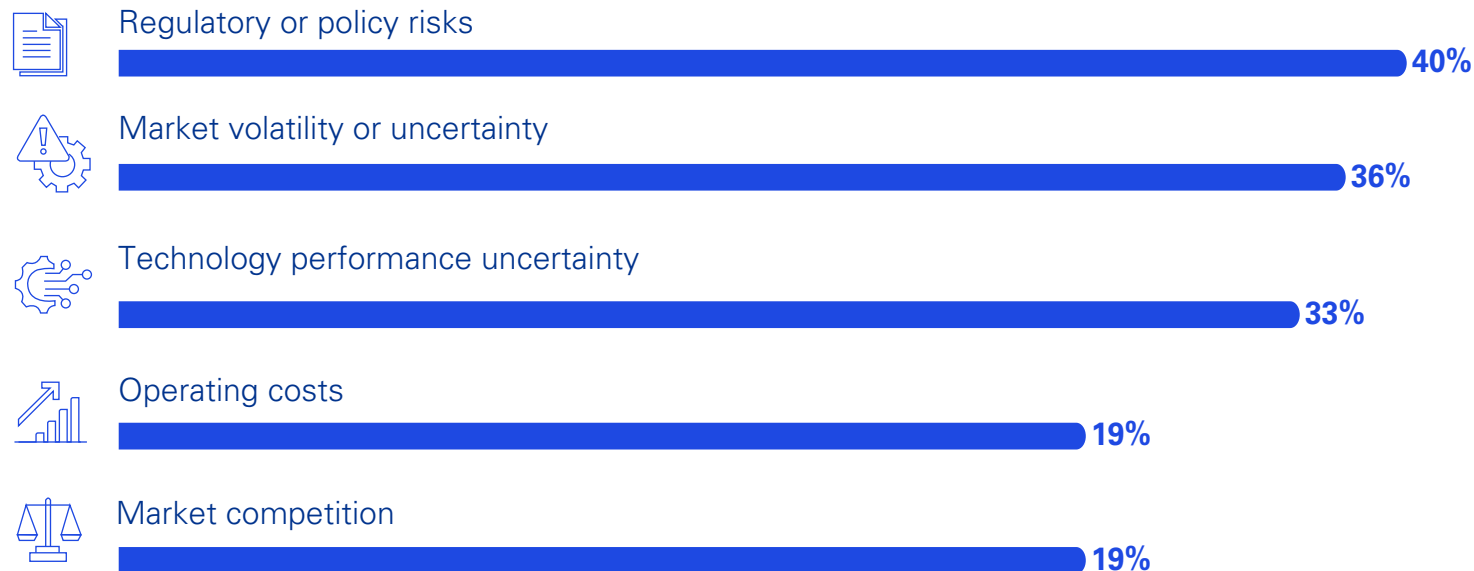 Regulatory or policy risks
40%
Market volatility or uncertainty
36%
Technology performance uncertainty
33%
Operating costs
19%
Market competition
19%